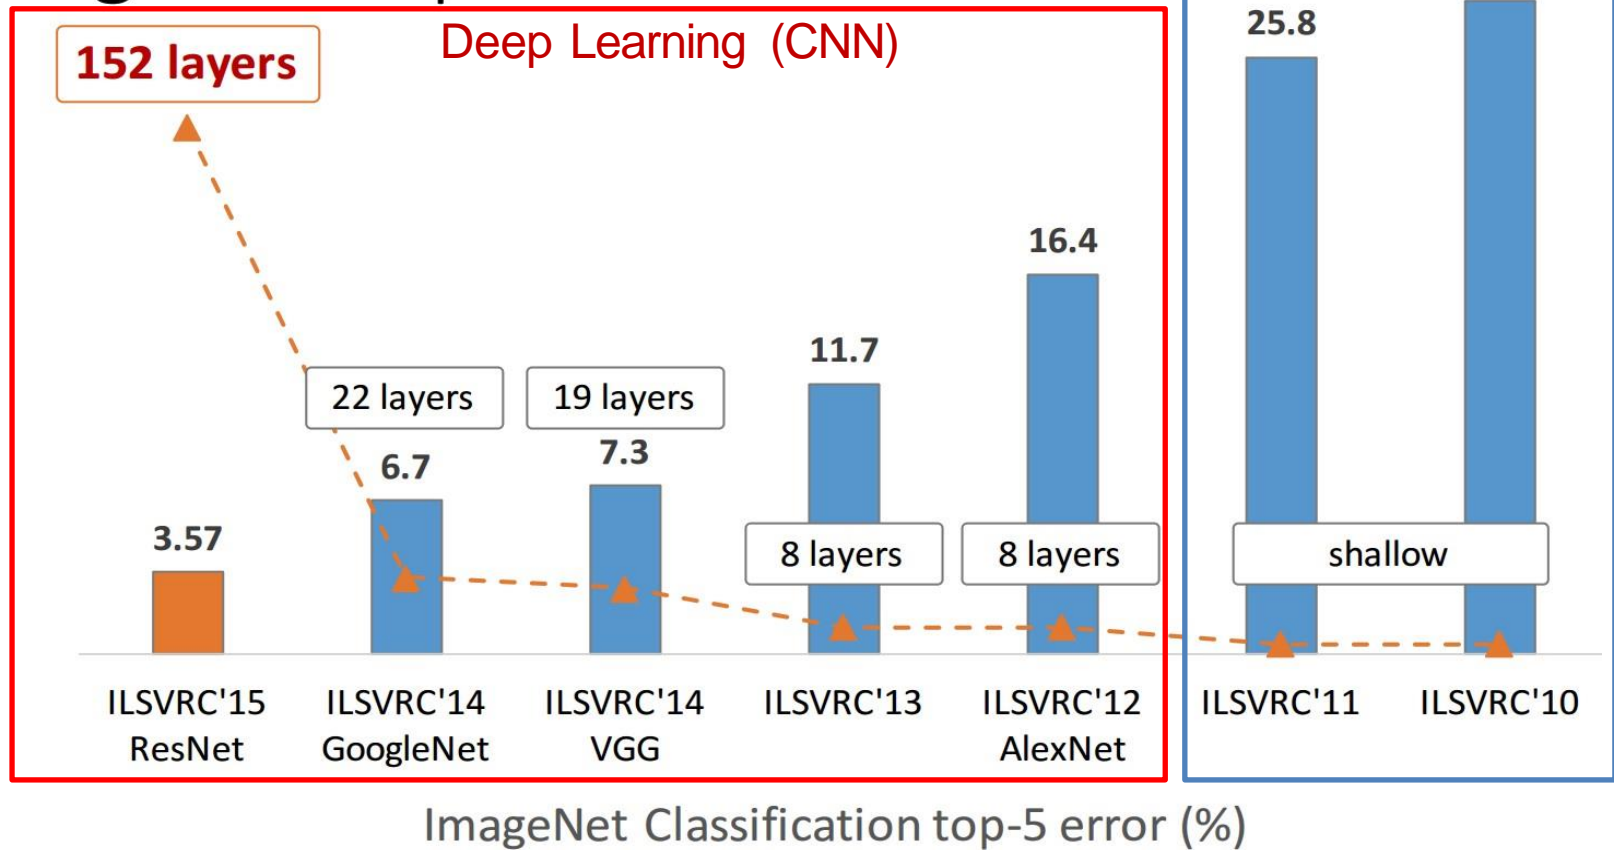 Deep Learning (CNN)
152 layers
25.8
16.4
11.7
22 layers
19 layers
7.3
6.7
3.57
8 layers
8 layers
shallow
ILSVRC'15
ResNet
ILSVRC'14
GoogleNet
ILSVRC'14
VGG
ILSVRC'13
ILSVRC'12
AlexNet
ILSVRC'11
ILSVRC'10
ImageNet Classification top-5 error (%)